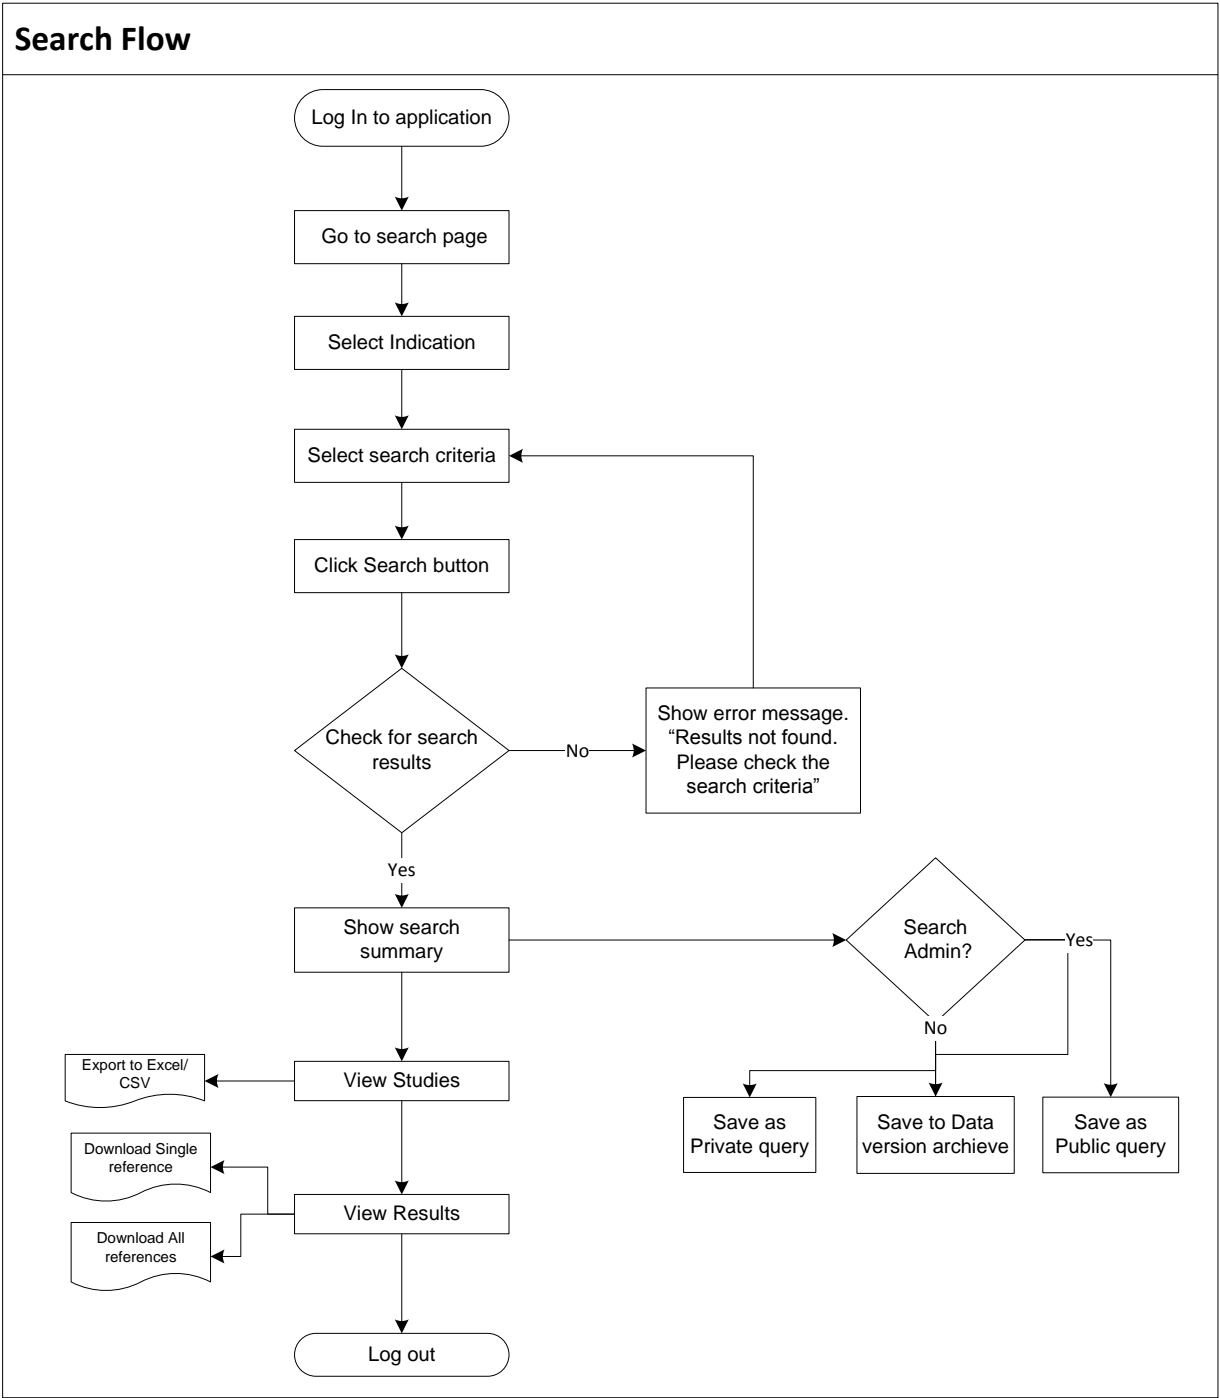 Search Flow
Log In to application
Go to search page
Select Indication
Select search criteria
Click Search button
Check for search
results
No
Show error message.
“Results not found.
Please check the
search criteria”
Yes
Show search
summary
Search
Admin?
Yes
No
Export to Excel/
CSV
View Studies
Save as
Private query
Save to Data
version archieve
Save as
Public query
Download Single
reference
View Results
Download All
references
Log out